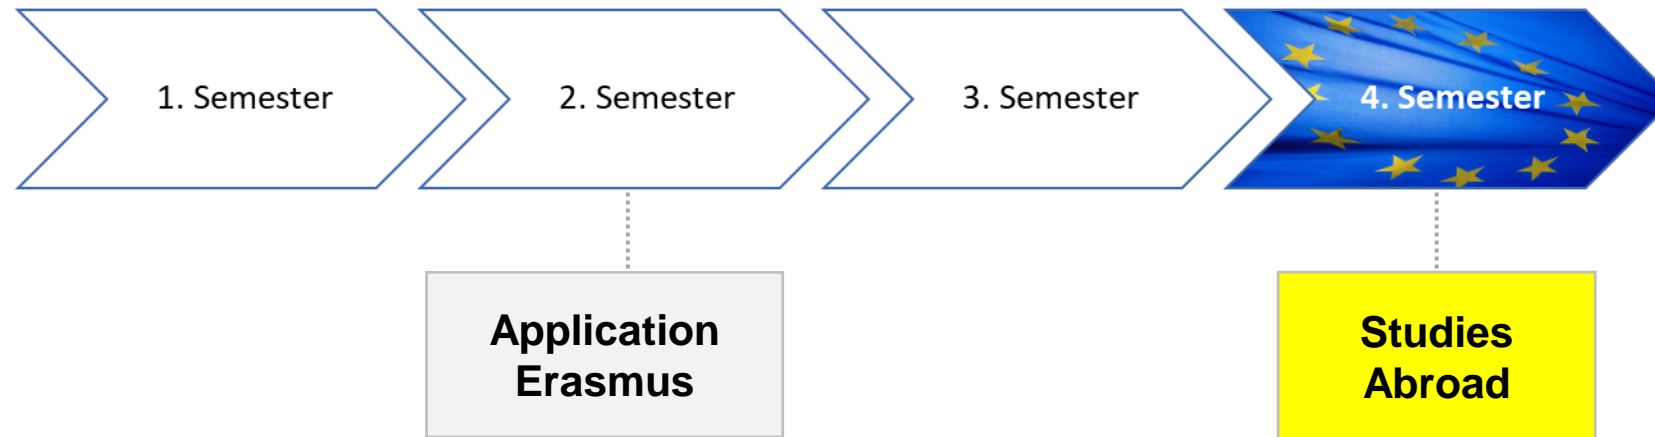 1. Semester
2. Semester
3. Semester
4. Semester
Application
Erasmus
Studies
Abroad